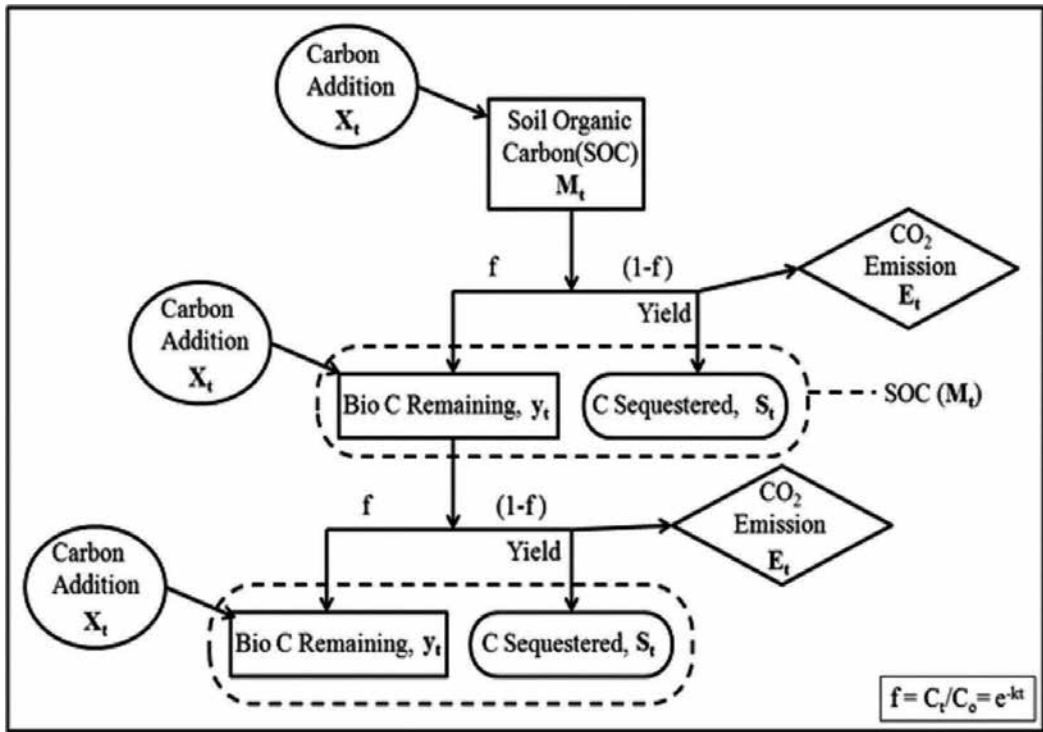 Carbon
Addition
Xₜ
Soil Organic
Carbon(SOC)
Mₜ
f
(1-f)
CO₂
Emission
Eₜ
Yield
Carbon
Addition
Xₜ
Bio C Remaining, yₜ
C Sequestered, Sₜ
SOC (Mₜ)
f
(1-f)
CO₂
Emission
Eₜ
Yield
Carbon
Addition
Xₜ
Bio C Remaining, yₜ
C Sequestered, Sₜ
f = Cₜ/Cₒ= e⁻ᵏᵗ